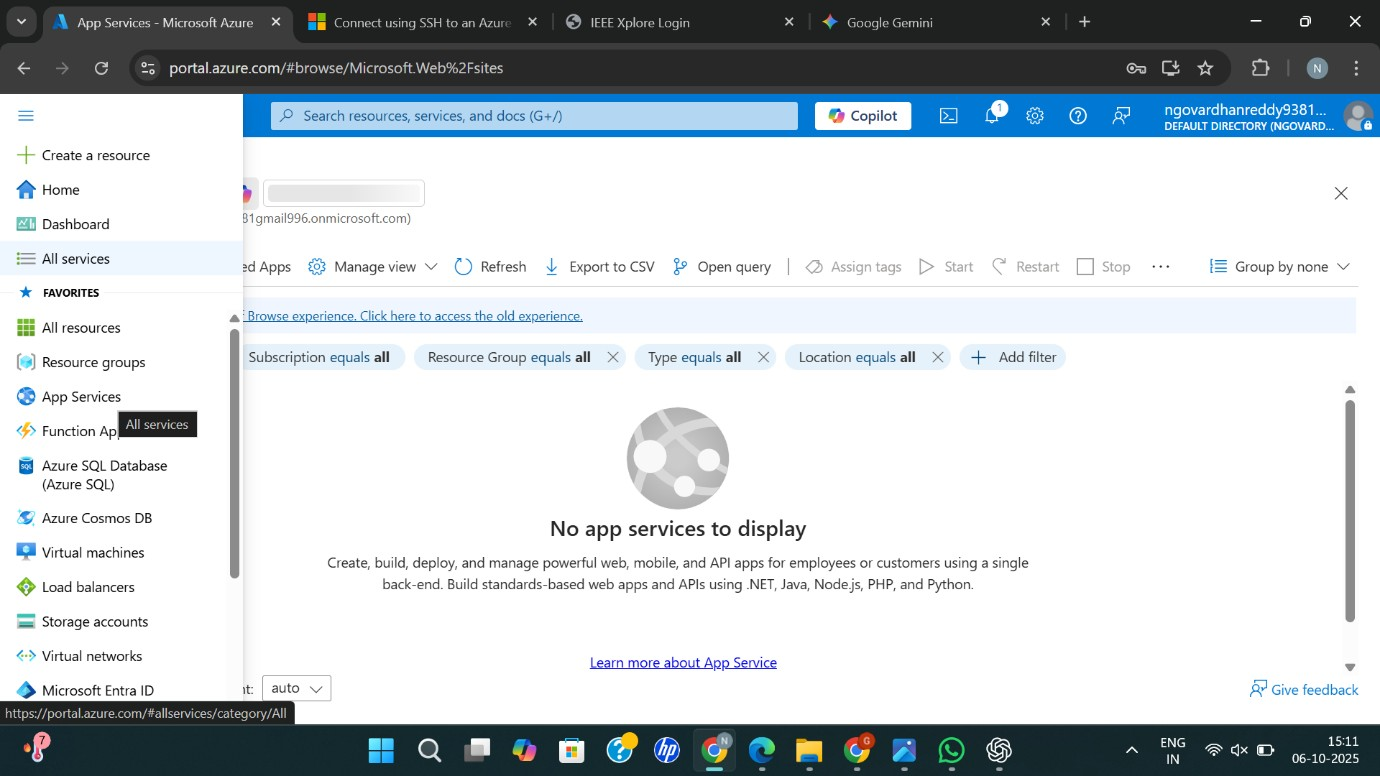 App Services - Microsoft Azure
Connect using SSH to an Azure
IEEE Xplore Login
Google Gemini
portal.azure.com/#browse/Microsoft.Web%2Fsites
N
Search resources, services, and docs (G+/)
Copilot
1
ngovardhanreddy9381...
DEFAULT DIRECTORY (NGOVARD...
Create a resource
Home
Dashboard
All services
FAVORITES
All resources
Resource groups
App Services
All services
Function Ap
SQL
Azure SQL Database
(Azure SQL)
Azure Cosmos DB
Virtual machines
Load balancers
Storage accounts
Virtual networks
Microsoft Entra ID
https://portal.azure.com/#allservices/category/All
81gmail996.onmicrosoft.com)
ed Apps
Manage view
Refresh
Export to CSV
Open query
Assign tags
Start
Restart
Stop
Group by none
f Browse experience. Click here to access the old experience.
Subscription equals all
Resource Group equals all
Type equals all
Location equals all
Add filter
No app services to display
Create, build, deploy, and manage powerful web, mobile, and API apps for employees or customers using a single
back-end. Build standards-based web apps and APIs using .NET, Java, Node.js, PHP, and Python.
Learn more about App Service
nt:
auto
Give feedback
7
?
hp
N
G
ENG
IN
15:11
06-10-2025